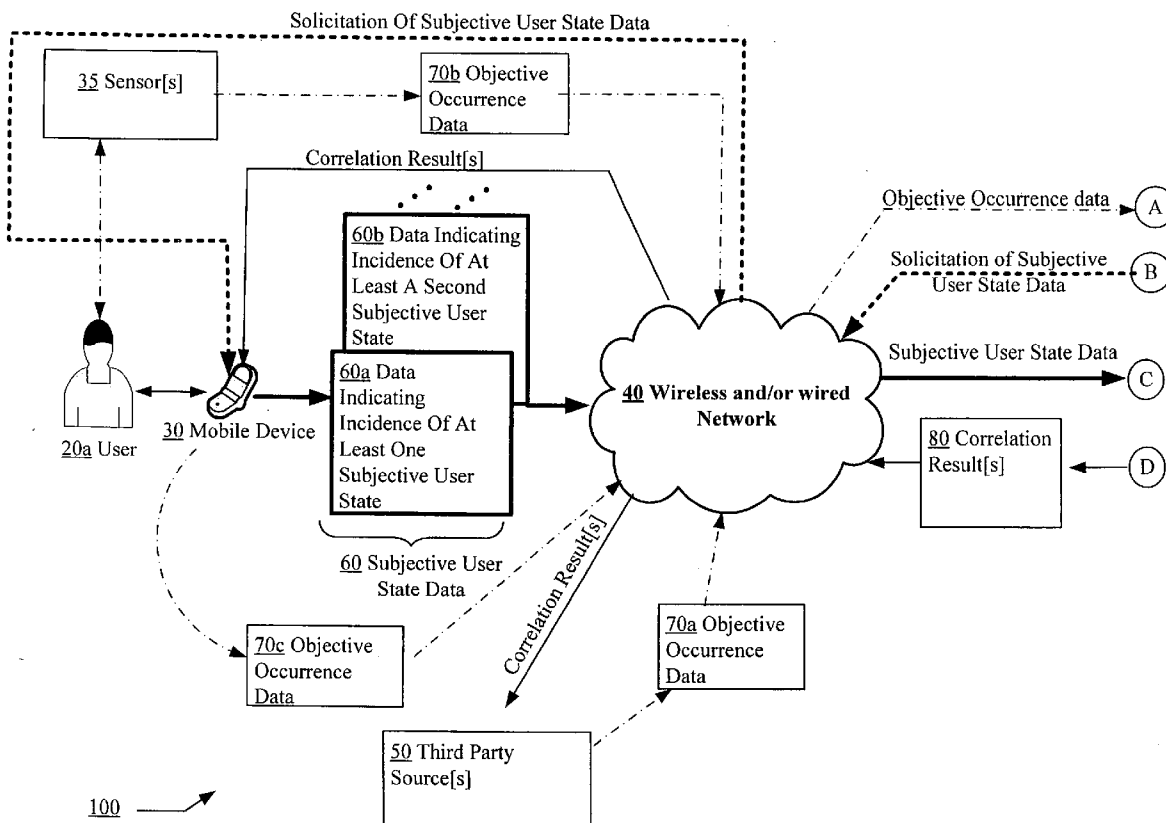 Solicitation Of Subjective User State Data
35 Sensor[s]
70b Objective
Occurrence
Data
Correlation Result[s]
Objective Occurrence data
A
60b Data Indicating
Incidence Of At
Least A Second
Subjective User
State
Solicitation of Subjective
User State Data
B
60a Data
Indicating
Incidence Of At
Least One
Subjective User
State
40 Wireless and/or wired
Network
Subjective User State Data
C
20a User
30 Mobile Device
80 Correlation
Result[s]
D
60 Subjective User
State Data
Correlation Result[s]
70c Objective
Occurrence
Data
70a Objective
Occurrence
Data
50 Third Party
Source[s]
100